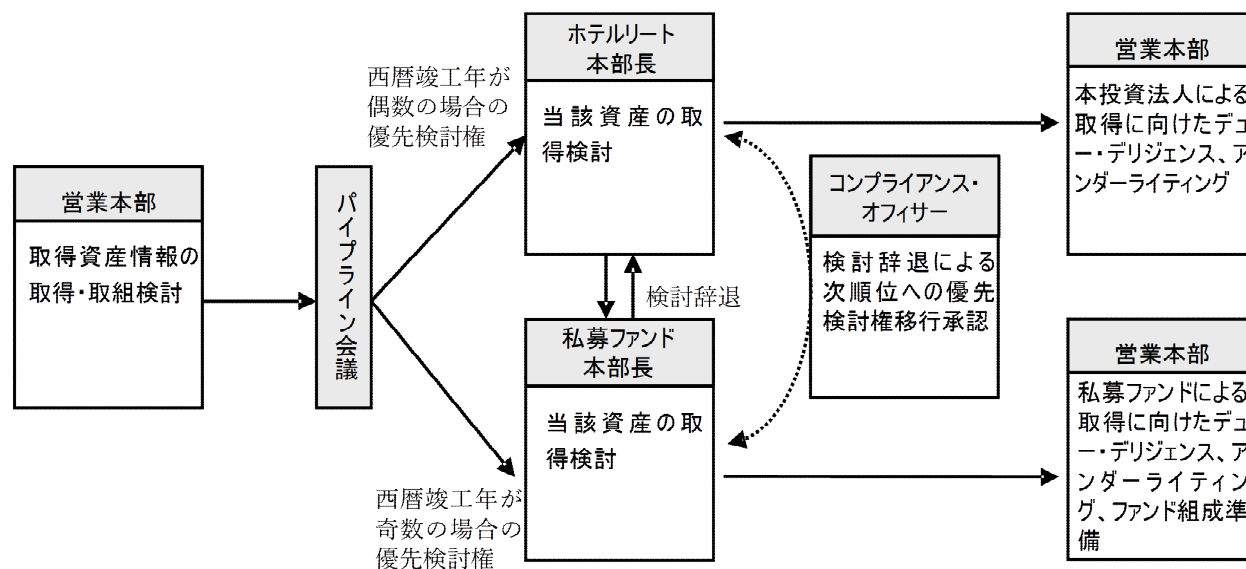 営業本部
取得資産情報の
取得・取組検討
パイプライン会議
西暦竣工年が
偶数の場合の
優先検討権
西暦竣工年が
奇数の場合の
優先検討権
ホテルリート
本部長
当該資産の取
得検討
検討辞退
私募ファンド
本部長
当該資産の取
得検討
コンプライアンス・
オフィサー
検討辞退による
次順位への優先
検討権移行承認
営業本部
本投資法人による
取得に向けたデュ
ー・デリジェンス、ア
ンダーライティング
営業本部
私募ファンドによる
取得に向けたデュ
ー・デリジェンス、ア
ンダーライティン
グ、ファンド組成準
備